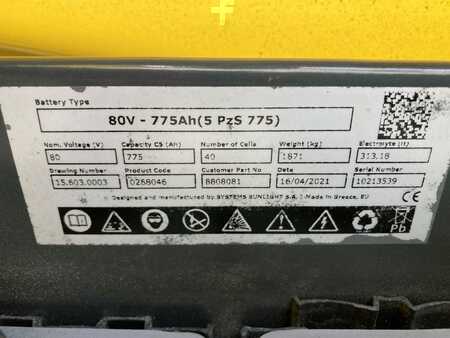 Battery Type
80V - 775Ah(5 PzS 775)
Nom. Voltage (V) Capacity C5 (Ah) Number of Cells Weight (kg) Electrolyte (lt)
80 775 40 1871 313.18
Drawing Number Product Code Customer Part No Date Serial Number
15.603.0003 0268046 8808081 16/04/2021 10213539
Designed and manufactured by SYSTEMS SUNLIGHT S.A. Made in Greece, EU
CE
Pb